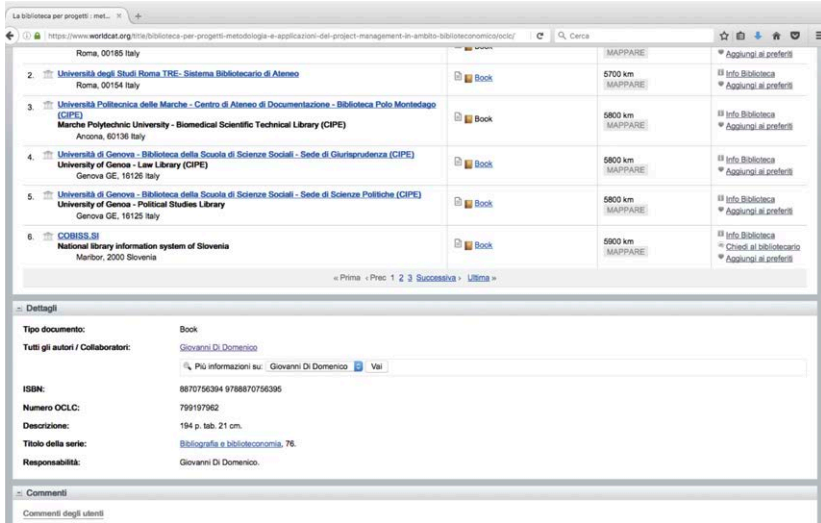 La biblioteca per progetti : met...
https://www.worldcat.org/title/biblioteca-per-progetti-metodologia-e-applicazioni-del-project-management-in-ambito-biblioteconomico/oclc/
Cerca
Roma, 00185 Italy
Book
MAPPARE
Aggiungi ai preferiti
2. Università degli Studi Roma TRE- Sistema Bibliotecario di Ateneo
Roma, 00154 Italy
Book
5700 km
MAPPARE
Info Biblioteca
Aggiungi ai preferiti
3. Università Politecnica delle Marche - Centro di Ateneo di Documentazione - Biblioteca Polo Montedago
(CIPE)
Marche Polytechnic University - Biomedical Scientific Technical Library (CIPE)
Ancona, 60136 Italy
Book
5800 km
MAPPARE
Info Biblioteca
Aggiungi ai preferiti
4. Università di Genova - Biblioteca della Scuola di Scienze Sociali - Sede di Giurisprudenza (CIPE)
University of Genoa - Law Library (CIPE)
Genova GE, 16126 Italy
Book
5800 km
MAPPARE
Info Biblioteca
Aggiungi ai preferiti
5. Università di Genova - Biblioteca della Scuola di Scienze Sociali - Sede di Scienze Politiche (CIPE)
University of Genoa - Political Studies Library
Genova GE, 16125 Italy
Book
5800 km
MAPPARE
Info Biblioteca
Aggiungi ai preferiti
6. COBISS.SI
National library information system of Slovenia
Maribor, 2000 Slovenia
Book
5900 km
MAPPARE
Info Biblioteca
Chiedi al bibliotecario
Aggiungi ai preferiti
« Prima ‹ Prec 1 2 3 Successiva › Ultima »
Dettagli
Tipo documento: Book
Tutti gli autori / Collaboratori: Giovanni Di Domenico
Più informazioni su: Giovanni Di Domenico Vai
ISBN: 8870756394 9788870756395
Numero OCLC: 799197962
Descrizione: 194 p. tab. 21 cm.
Titolo della serie: Bibliografia e biblioteconomia, 76.
Responsabilità: Giovanni Di Domenico.
Commenti
Commenti degli utenti